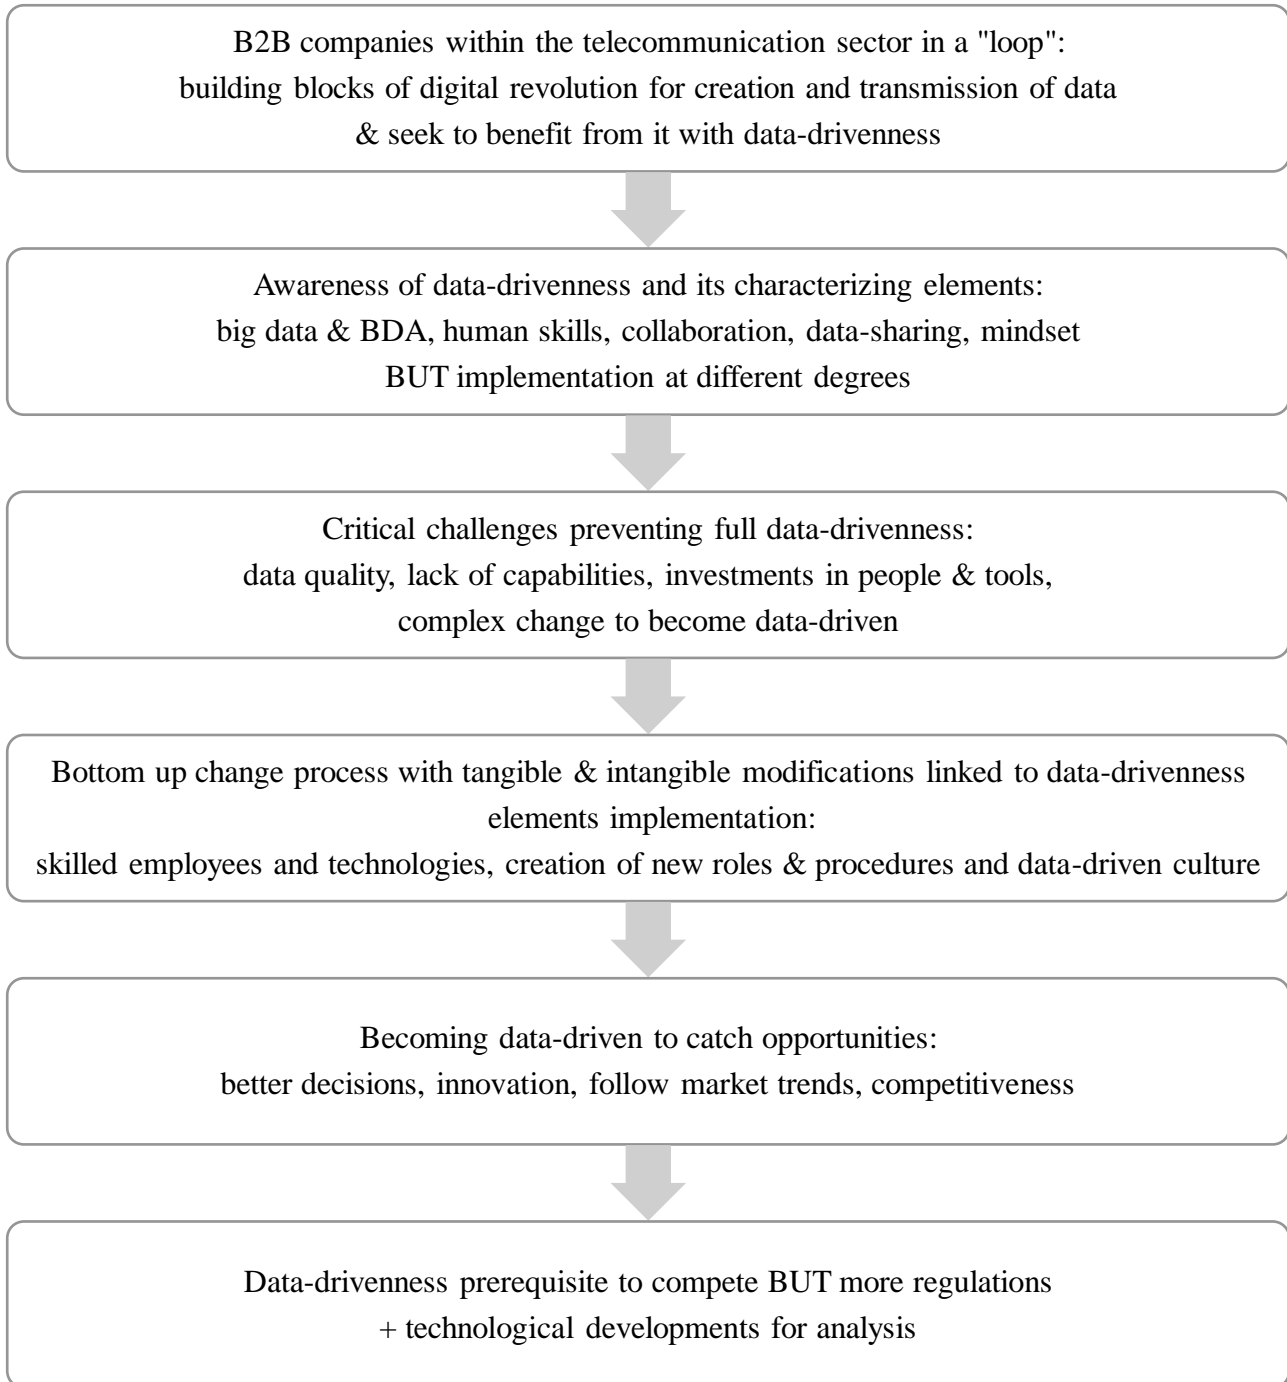 B2B companies within the telecommunication sector in a "loop":
building blocks of digital revolution for creation and transmission of data
& seek to benefit from it with data-drivenness
Awareness of data-drivenness and its characterizing elements:
big data & BDA, human skills, collaboration, data-sharing, mindset
BUT implementation at different degrees
Critical challenges preventing full data-drivenness:
data quality, lack of capabilities, investments in people & tools,
complex change to become data-driven
Bottom up change process with tangible & intangible modifications linked to data-drivenness
elements implementation:
skilled employees and technologies, creation of new roles & procedures and data-driven culture
Becoming data-driven to catch opportunities:
better decisions, innovation, follow market trends, competitiveness
Data-drivenness prerequisite to compete BUT more regulations
+ technological developments for analysis